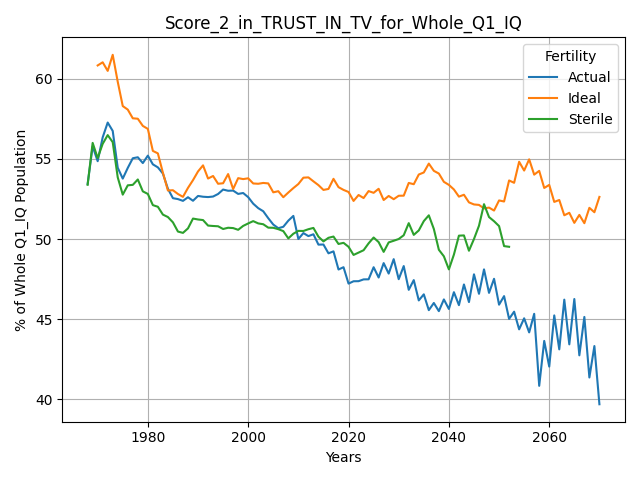 Score_2_in_TRUST_IN_TV_for_Whole_Q1_IQ
Fertility
Actual
Ideal
Sterile
% of Whole Q1_IQ Population
60
55
50
45
40
1980
2000
2020
2040
2060
Years